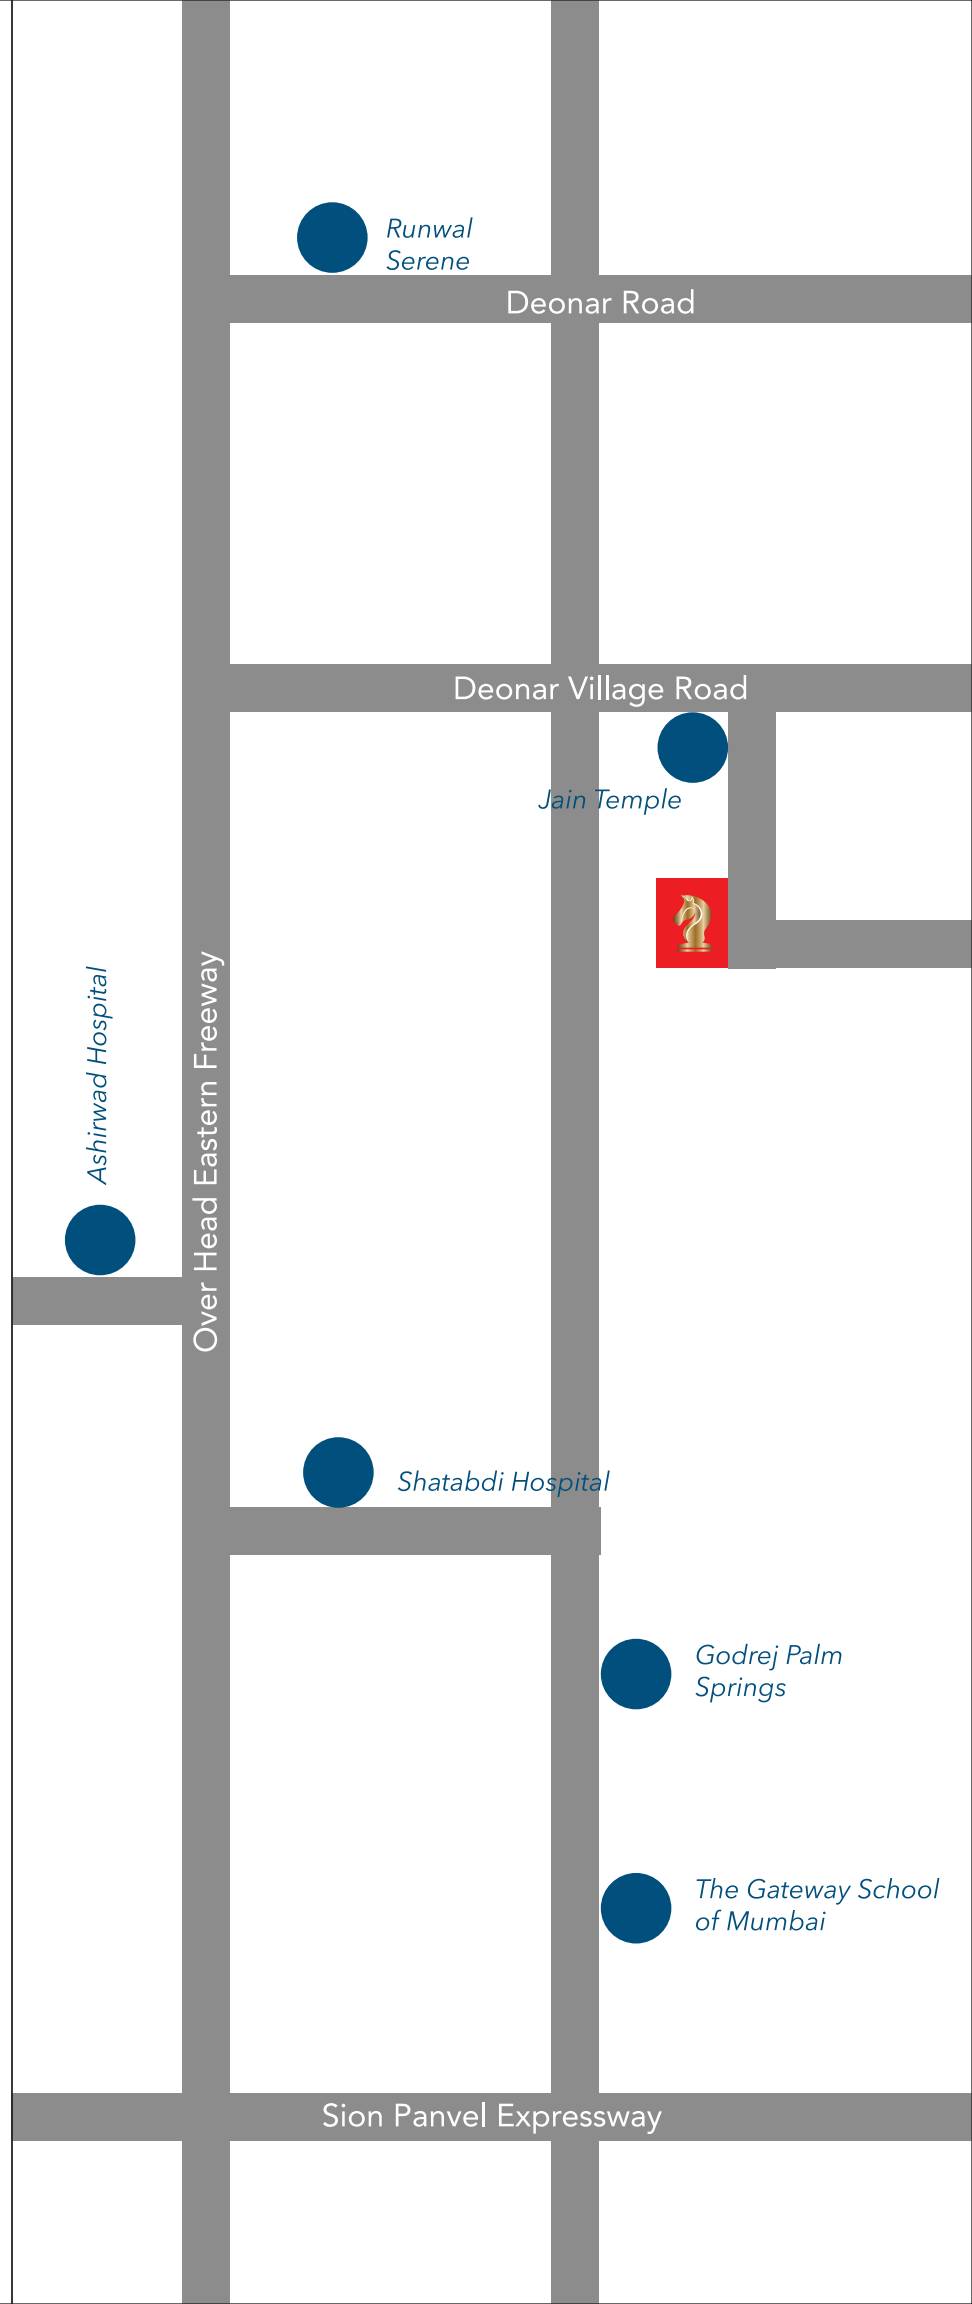 Runwal
Serene
Deonar Road
Deonar Village Road
Jain Temple
Over Head Eastern Freeway
Ashirwad Hospital
Shatabdi Hospital
Godrej Palm
Springs
The Gateway School
of Mumbai
Sion Panvel Expressway